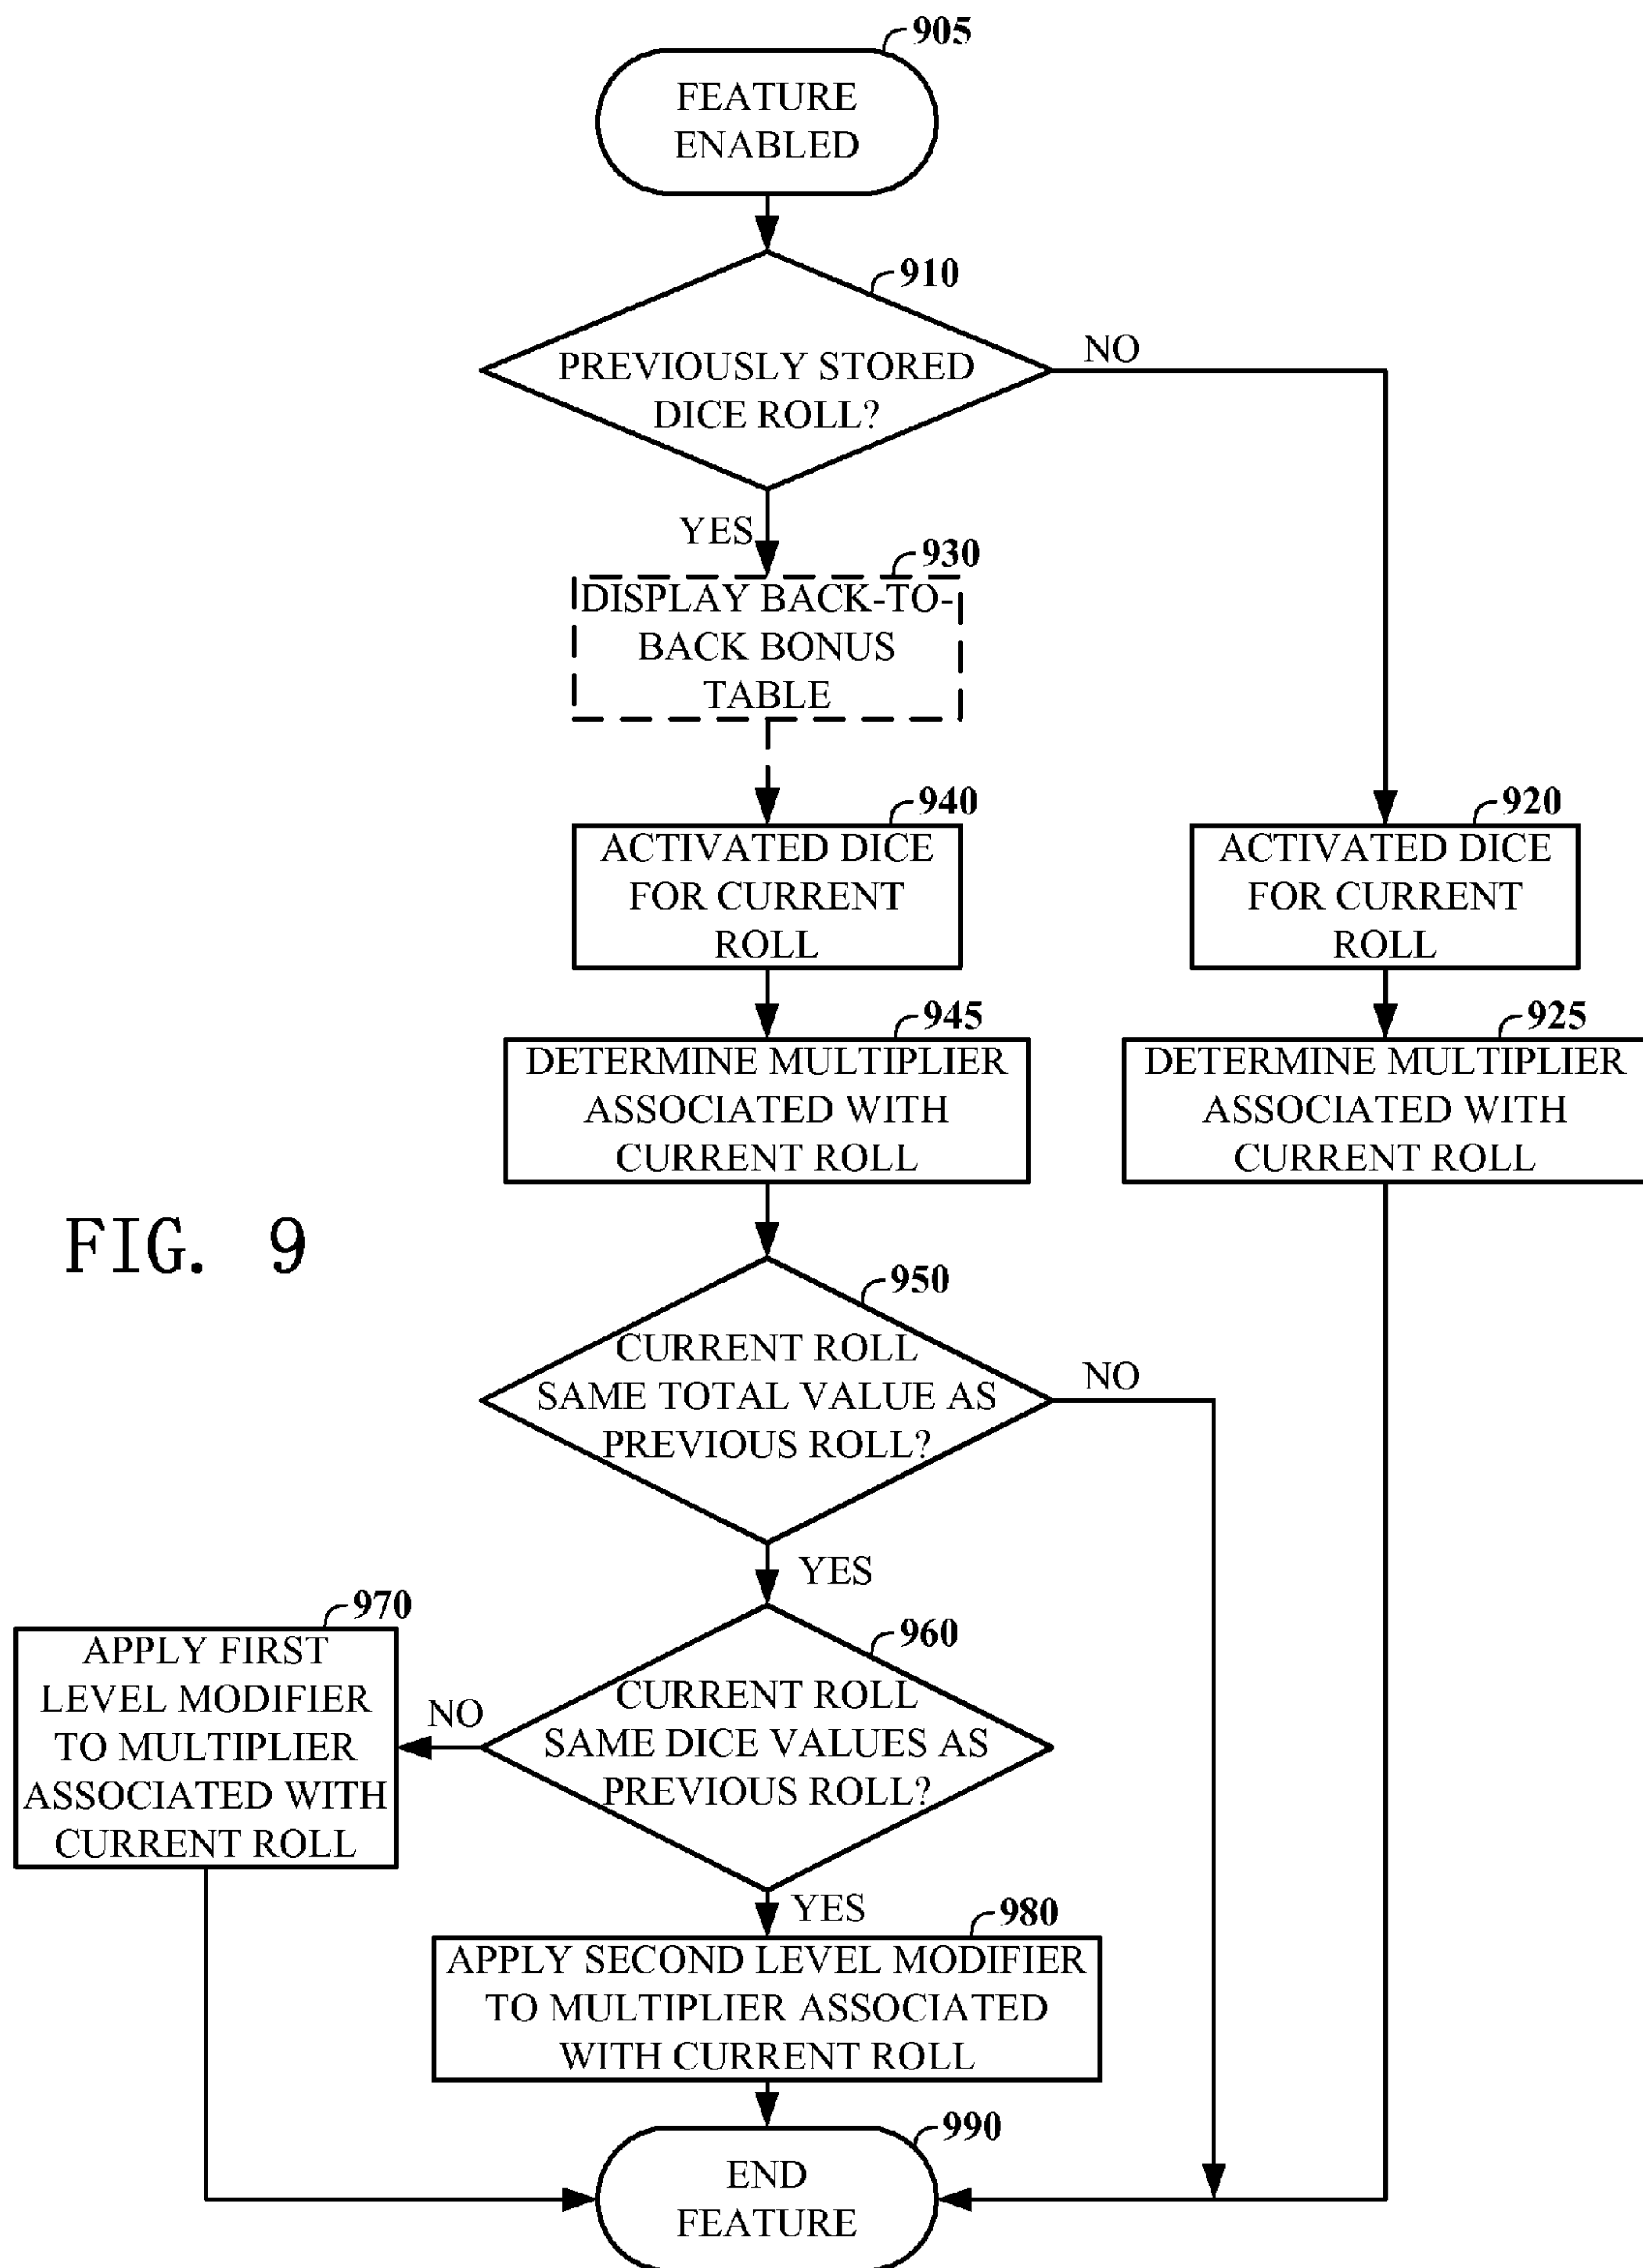 905
FEATURE
ENABLED
910
PREVIOUSLY STORED
DICE ROLL?
NO
YES
930
DISPLAY BACK-TO-
BACK BONUS
TABLE
940
ACTIVATED DICE
FOR CURRENT
ROLL
920
ACTIVATED DICE
FOR CURRENT
ROLL
945
DETERMINE MULTIPLIER
ASSOCIATED WITH
CURRENT ROLL
925
DETERMINE MULTIPLIER
ASSOCIATED WITH
CURRENT ROLL
FIG. 9
950
CURRENT ROLL
SAME TOTAL VALUE AS
PREVIOUS ROLL?
NO
YES
960
CURRENT ROLL
SAME DICE VALUES AS
PREVIOUS ROLL?
NO
970
APPLY FIRST
LEVEL MODIFIER
TO MULTIPLIER
ASSOCIATED WITH
CURRENT ROLL
YES
980
APPLY SECOND LEVEL MODIFIER
TO MULTIPLIER ASSOCIATED
WITH CURRENT ROLL
990
END
FEATURE